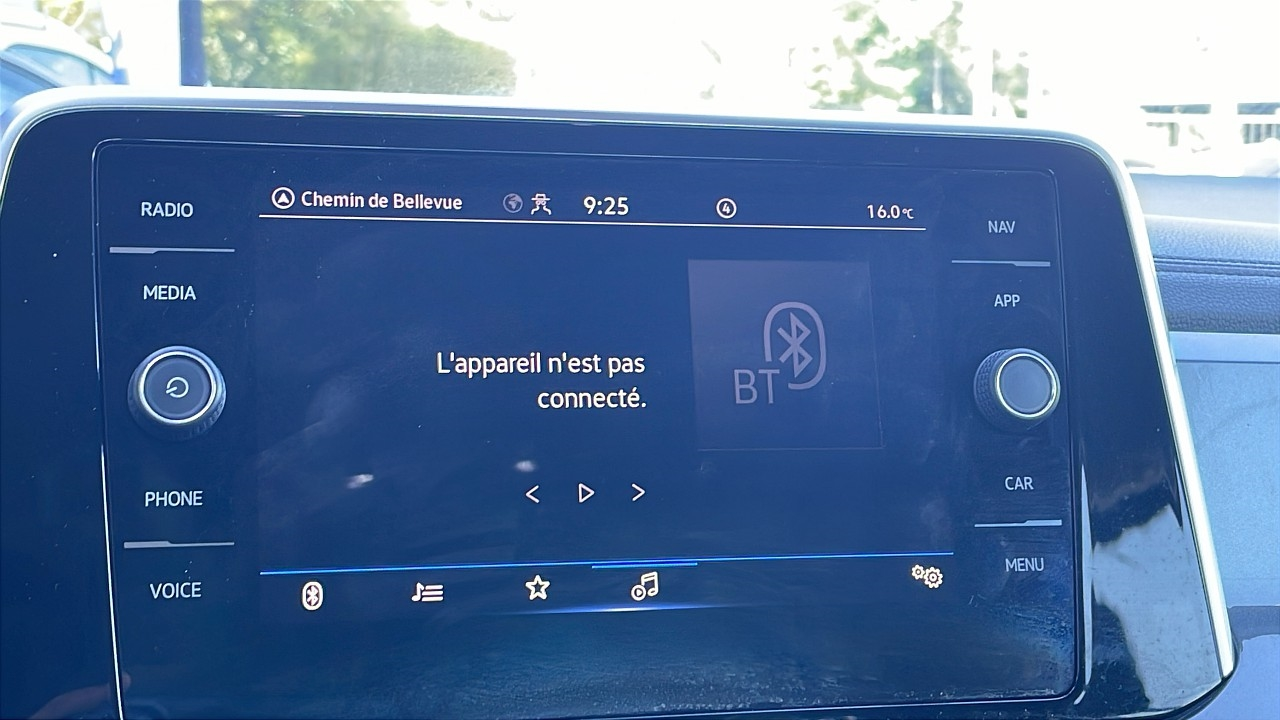 RADIO
MEDIA
PHONE
VOICE
Chemin de Bellevue
9:25
4
16.0°C
L'appareil n'est pas
connecté.
BT
NAV
APP
CAR
MENU